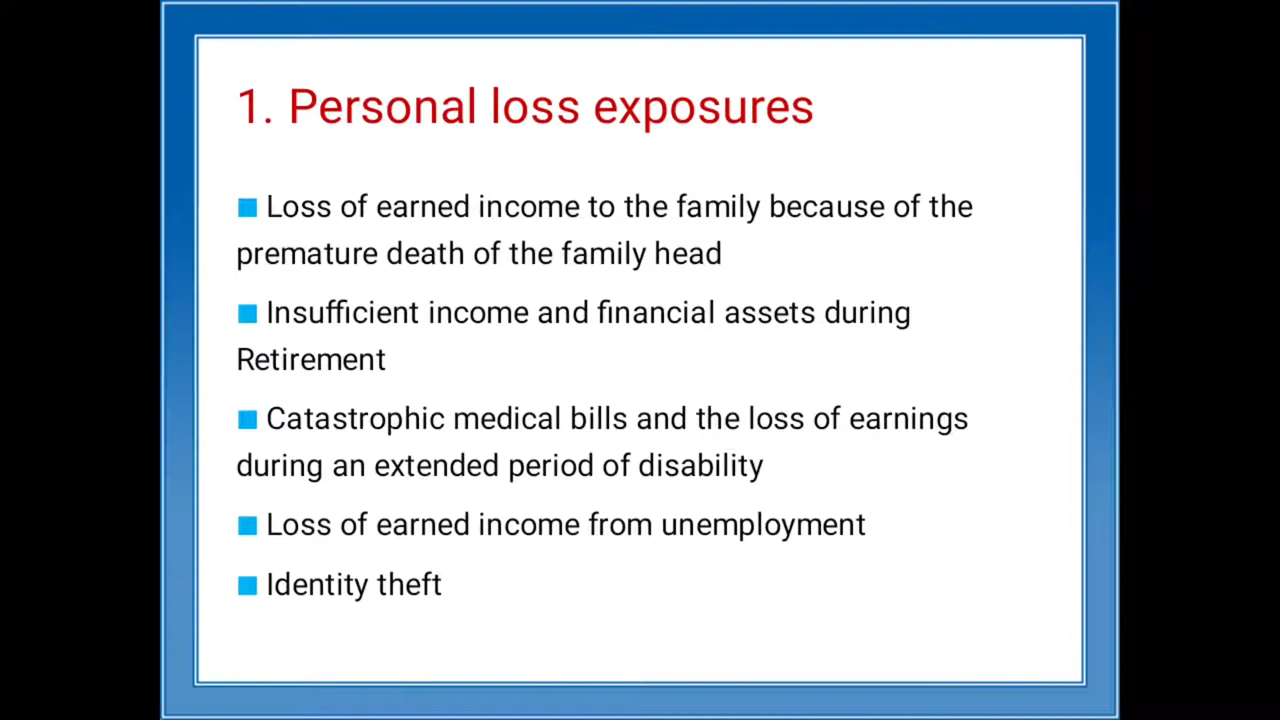 1. Personal loss exposures
■ Loss of earned income to the family because of the
premature death of the family head
■ Insufficient income and financial assets during
Retirement
■ Catastrophic medical bills and the loss of earnings
during an extended period of disability
■ Loss of earned income from unemployment
■ Identity theft